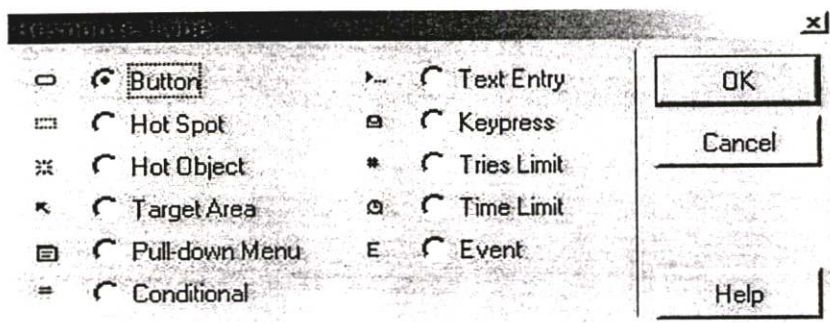 Button
Hot Spot
Hot Object
Target Area
Pull-down Menu
Conditional
Text Entry
Keypress
Tries Limit
Time Limit
E Event
OK
Cancel
Help